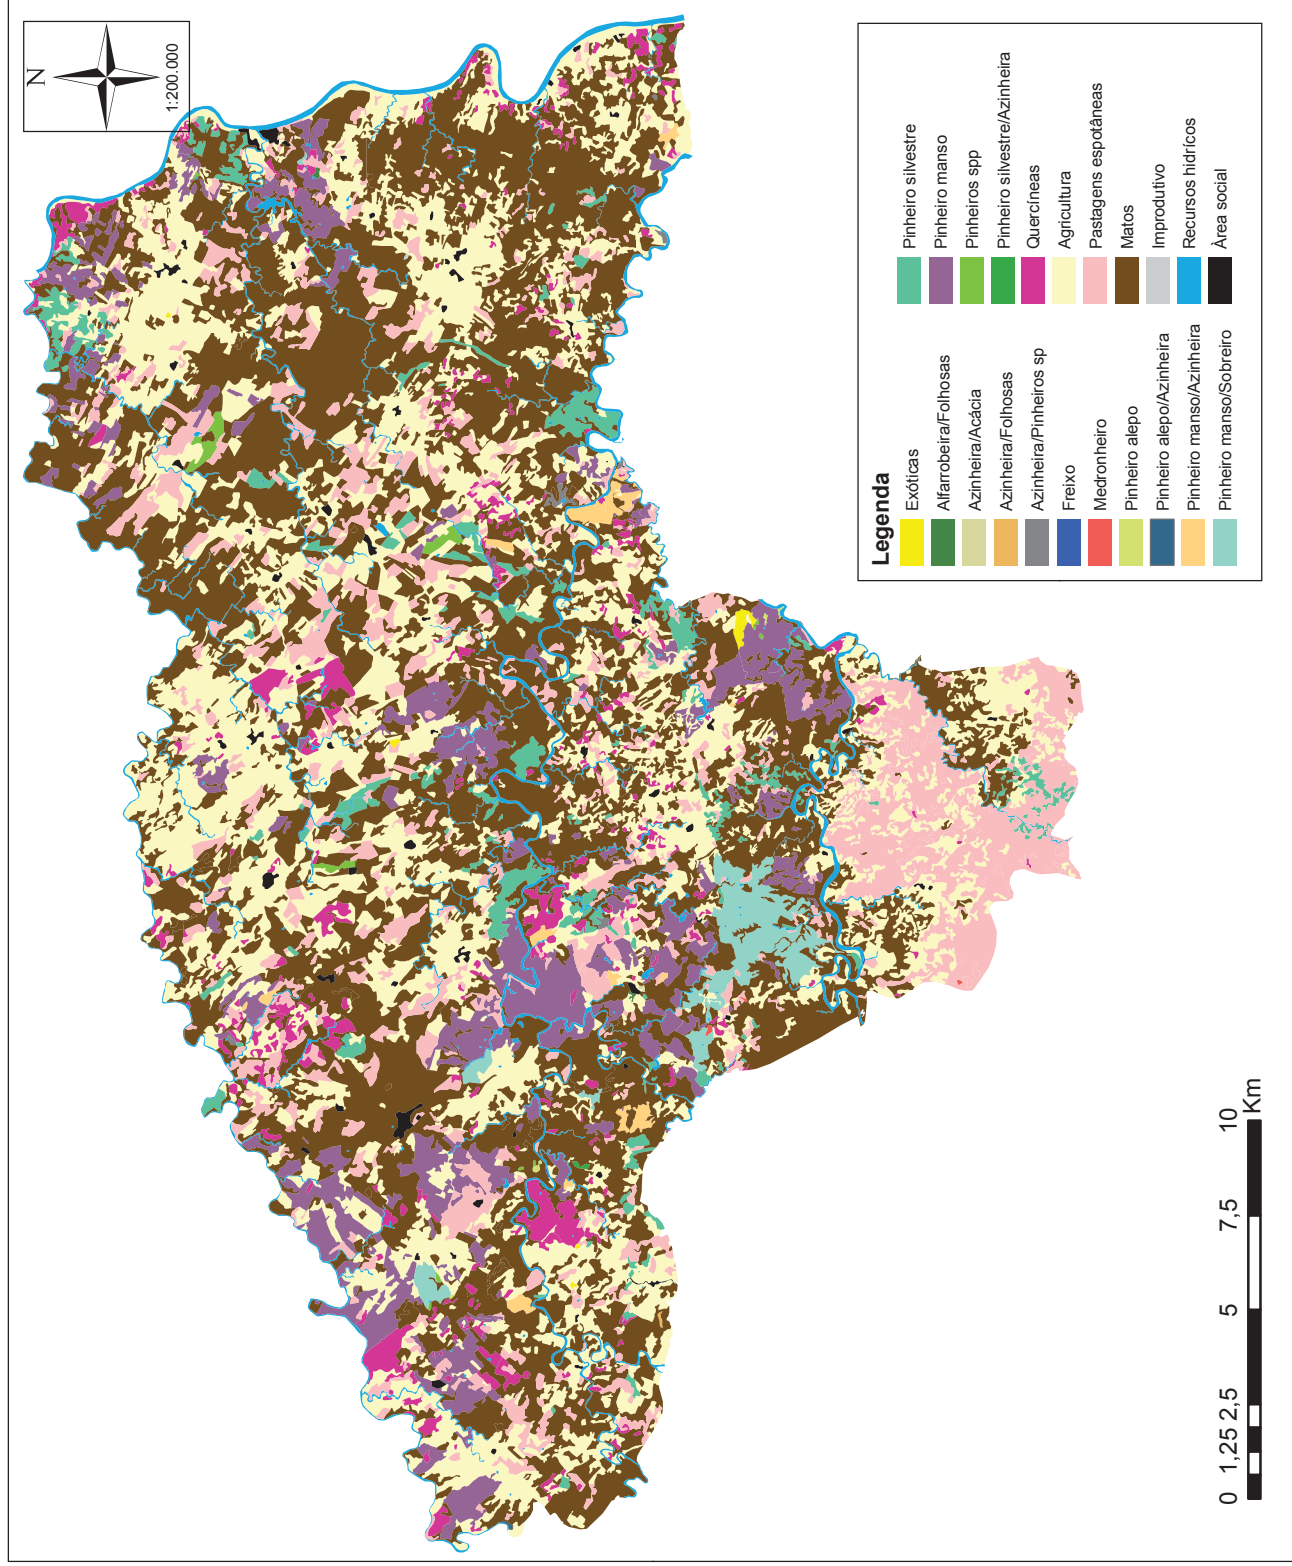 N
1:200.000
Legenda
Exóticas
Alfarrobeira/Folhosas
Azinheira/Acácia
Azinheira/Folhosas
Azinheira/Pinheiros sp
Freixo
Medronheiro
Pinheiro alepo
Pinheiro alepo/Azinheira
Pinheiro manso/Azinheira
Pinheiro manso/Sobreiro
Pinheiro silvestre
Pinheiro manso
Pinheiros spp
Pinheiro silvestre/Azinheira
Quercíneas
Agricultura
Pastagens espotâneas
Matos
Improdutivo
Recursos hidrícos
Àrea social
0 1,25 2,5 5 7,5 10
Km